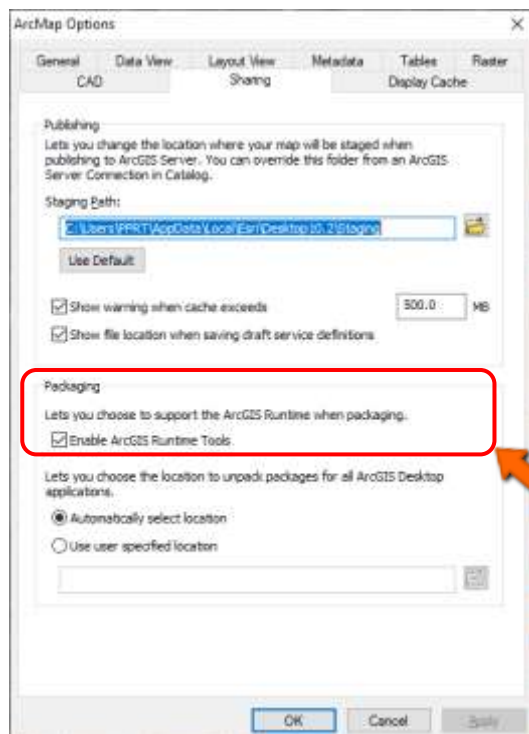 ArcMap Options
General Data View Layout View Metadata Tables Raster
CAD Sharing Display Cache
Publishing
Lets you change the location where your map will be staged when
publishing to ArcGIS Server. You can override this folder from an ArcGIS
Server Connection in Catalog.
Staging Path:
C:\Users\PPRT\AppData\Local\Esri\Desktop10.2\Staging
Use Default
Show warning when cache exceeds 500.0 MB
Show file location when saving draft service definitions
Packaging
Lets you choose to support the ArcGIS Runtime when packaging.
Enable ArcGIS Runtime Tools
Lets you choose the location to unpack packages for all ArcGIS Desktop
applications.
Automatically select location
Use user specified location
OK Cancel Apply